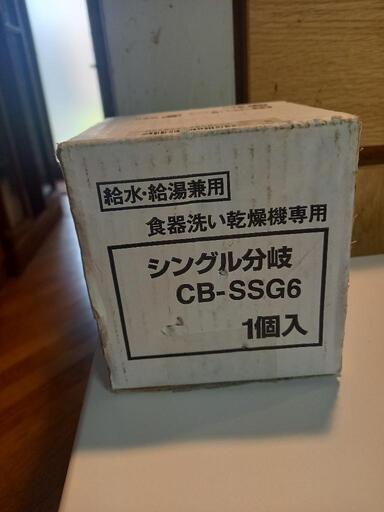 給水・給湯兼用
食器洗い乾燥機専用
シングル分岐
CB-SSG6
1個入